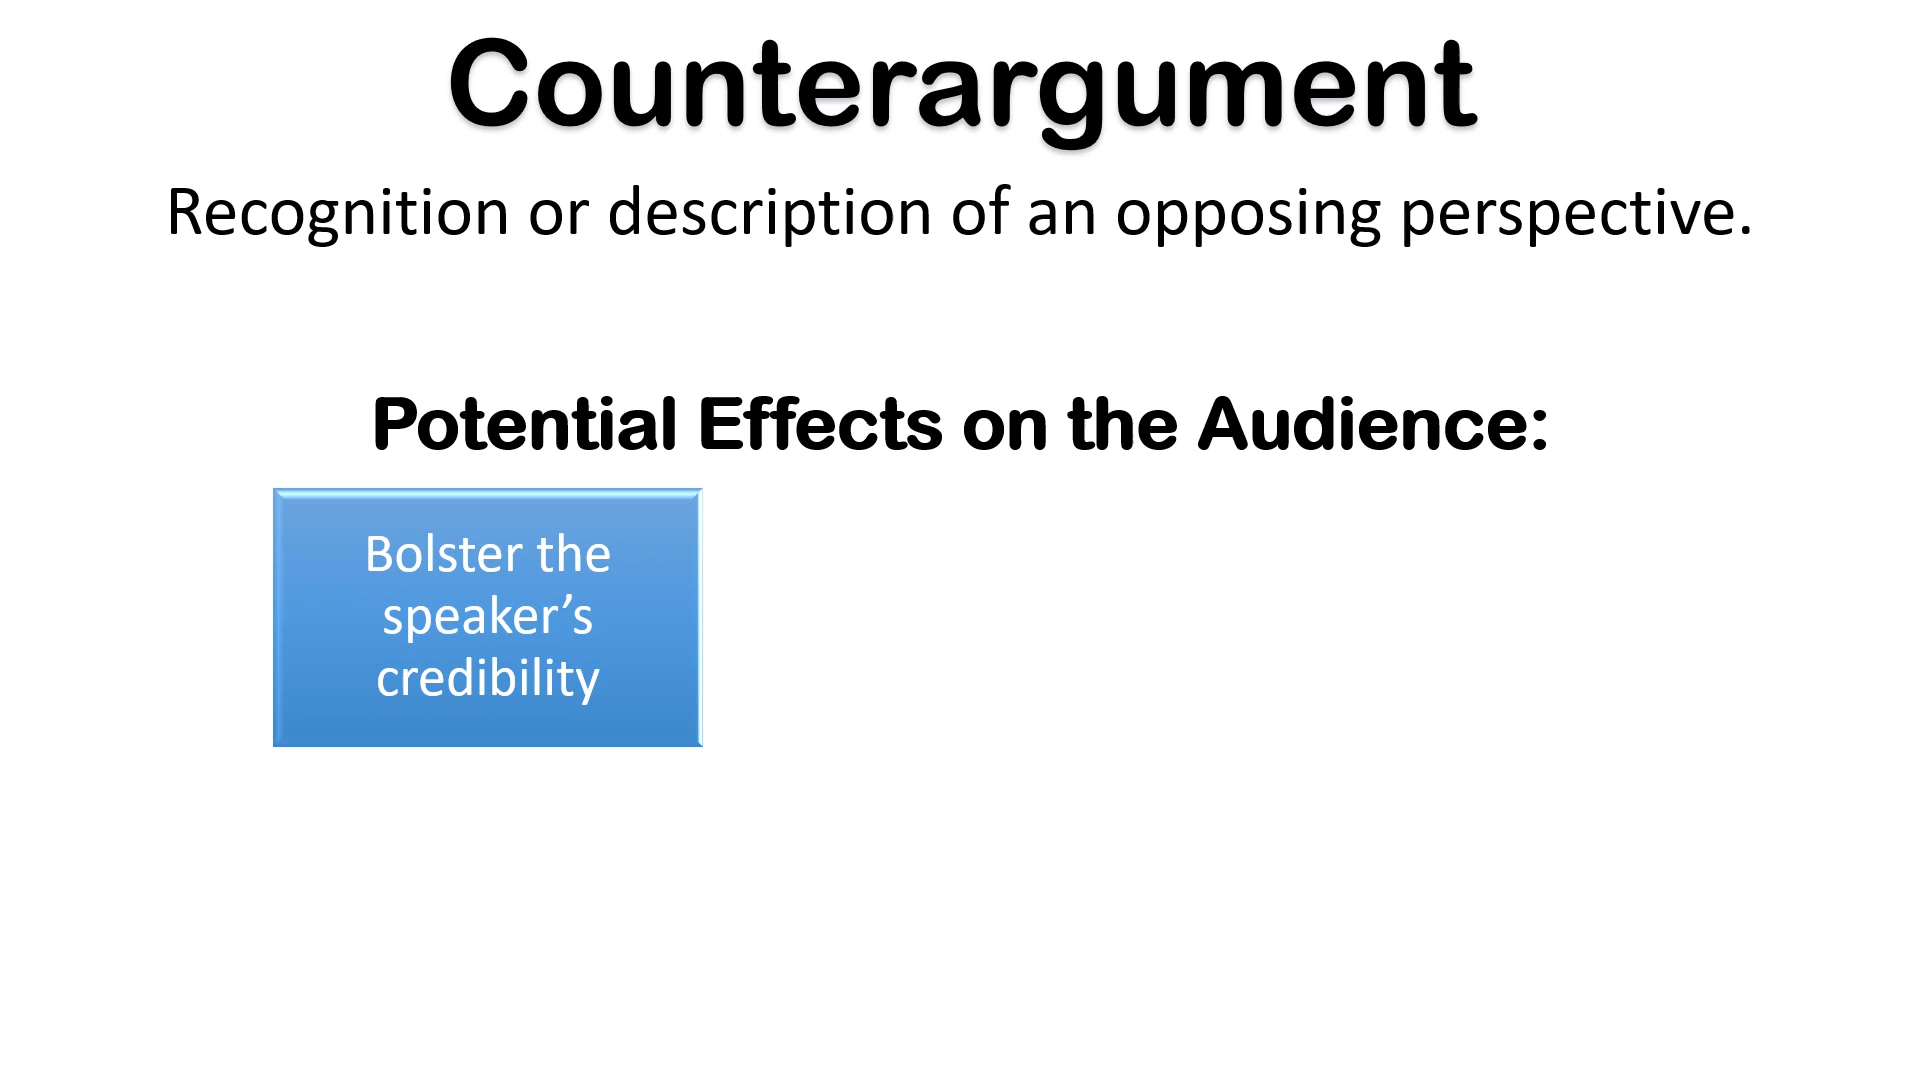 Counterargument
Recognition or description of an opposing perspective.
Potential Effects on the Audience:
Bolster the
speaker’s
credibility